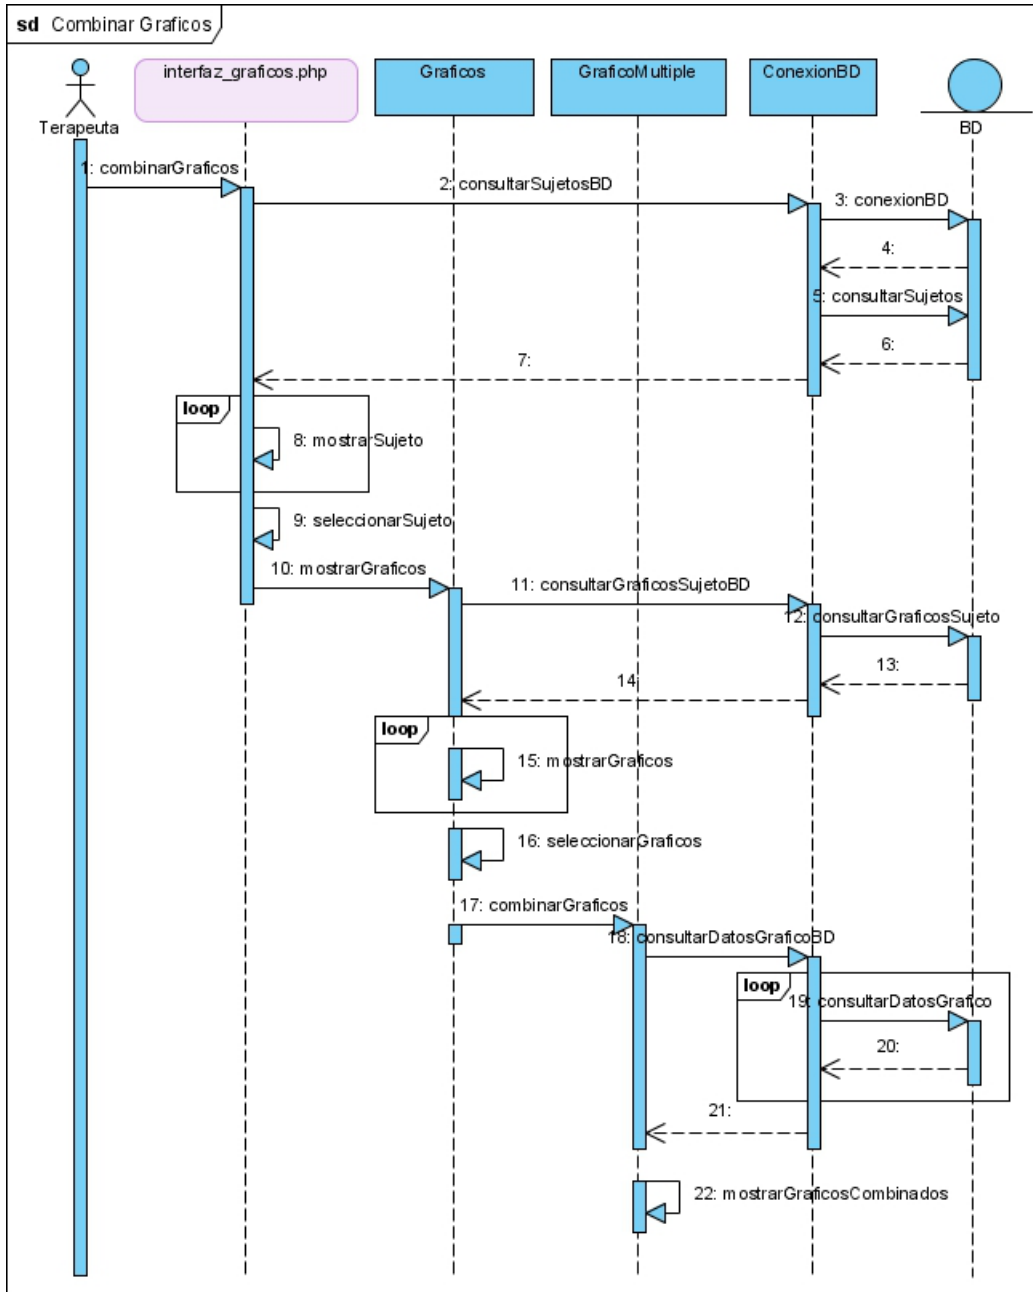 sd Combinar Graficos
interfaz_graficos.php
Graficos
GraficoMultiple
ConexionBD
Terapeuta
BD
1: combinarGraficos
2: consultarSujetosBD
3: conexionBD
4:
5: consultarSujetos
6:
7:
loop
8: mostrarSujeto
9: seleccionarSujeto
10: mostrarGraficos
11: consultarGraficosSujetoBD
12: consultarGraficosSujeto
13:
14:
loop
15: mostrarGraficos
16: seleccionarGraficos
17: combinarGraficos
18: consultarDatosGraficoBD
loop
19: consultarDatosGrafico
20:
21:
22: mostrarGraficosCombinados